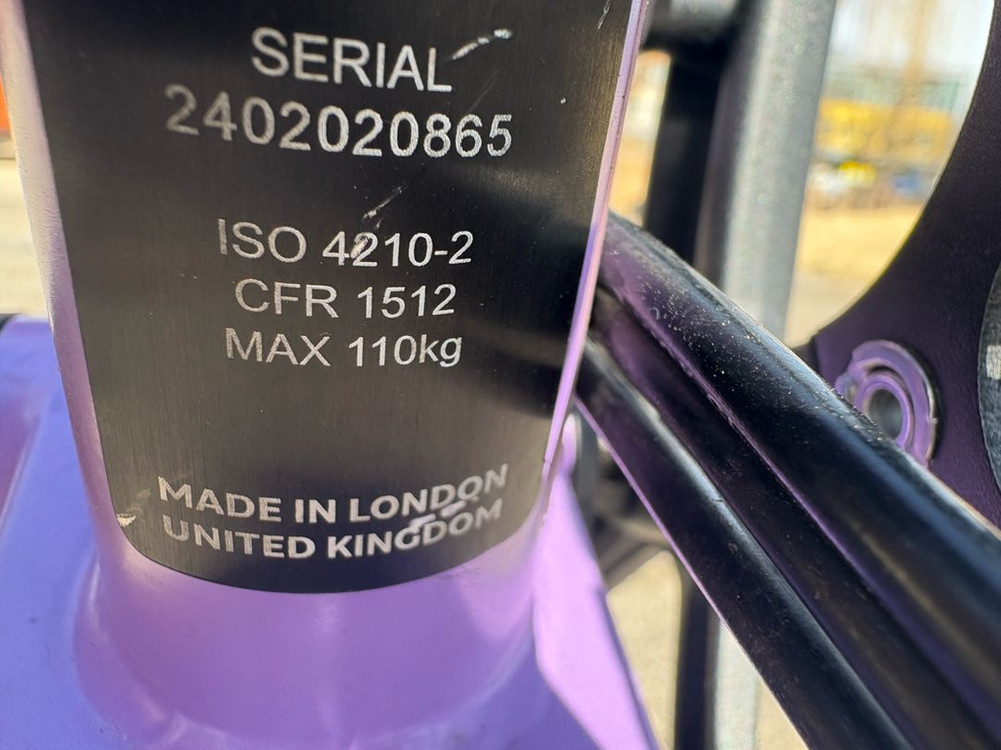 SERIAL
2402020865
ISO 4210-2
CFR 1512
MAX 110kg
MADE IN LONDON
UNITED KINGDOM